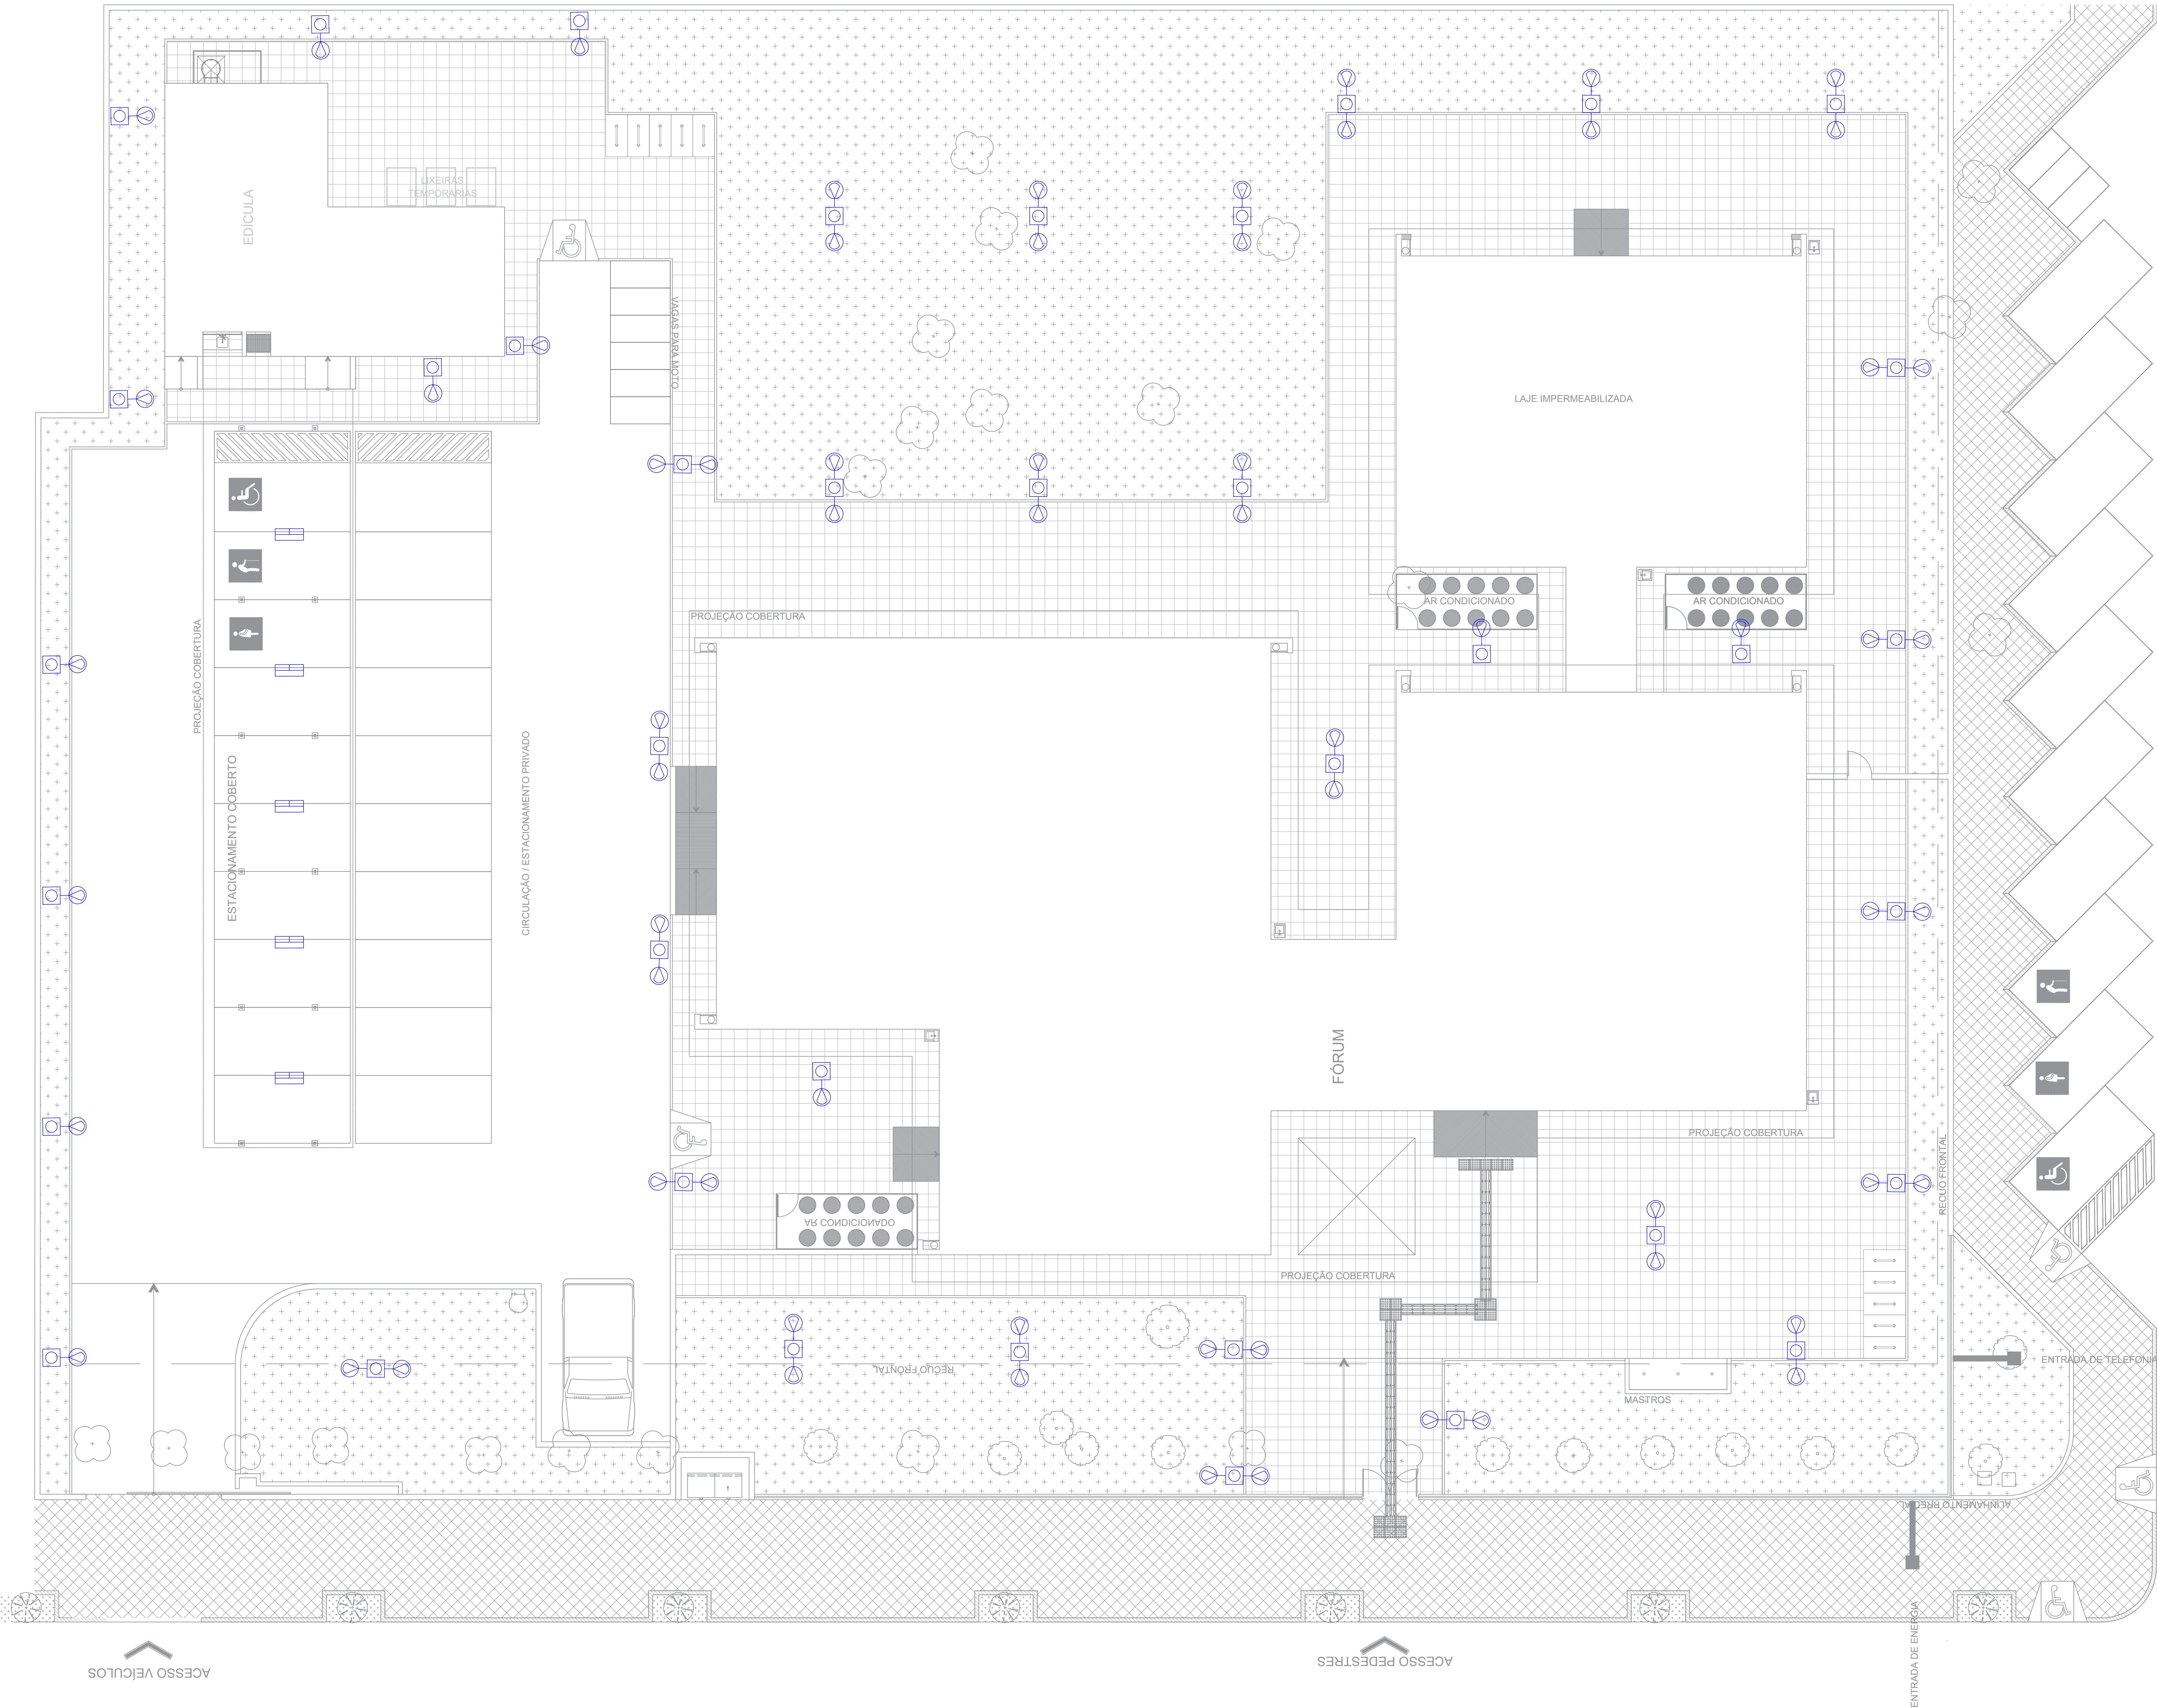 LIXEIRAS
TEMPORÁRIAS
EDÍCULA
VAGAS PARA MOTO
LAJE IMPERMEABILIZADA
AR CONDICIONADO
AR CONDICIONADO
PROJEÇÃO COBERTURA
PROJEÇÃO COBERTURA
ESTACIONAMENTO COBERTO
CIRCULAÇÃO / ESTACIONAMENTO PRIVADO
FÓRUM
PROJEÇÃO COBERTURA
RECUO FRONTAL
AR CONDICIONADO
PROJEÇÃO COBERTURA
RECUO FRONTAL
ENTRADA DE TELEFONIA
MASTROS
ALINHAMENTO PREDIAL
ENTRADA DE ENERGIA
ACESSO VEÍCULOS
ACESSO PEDESTRES